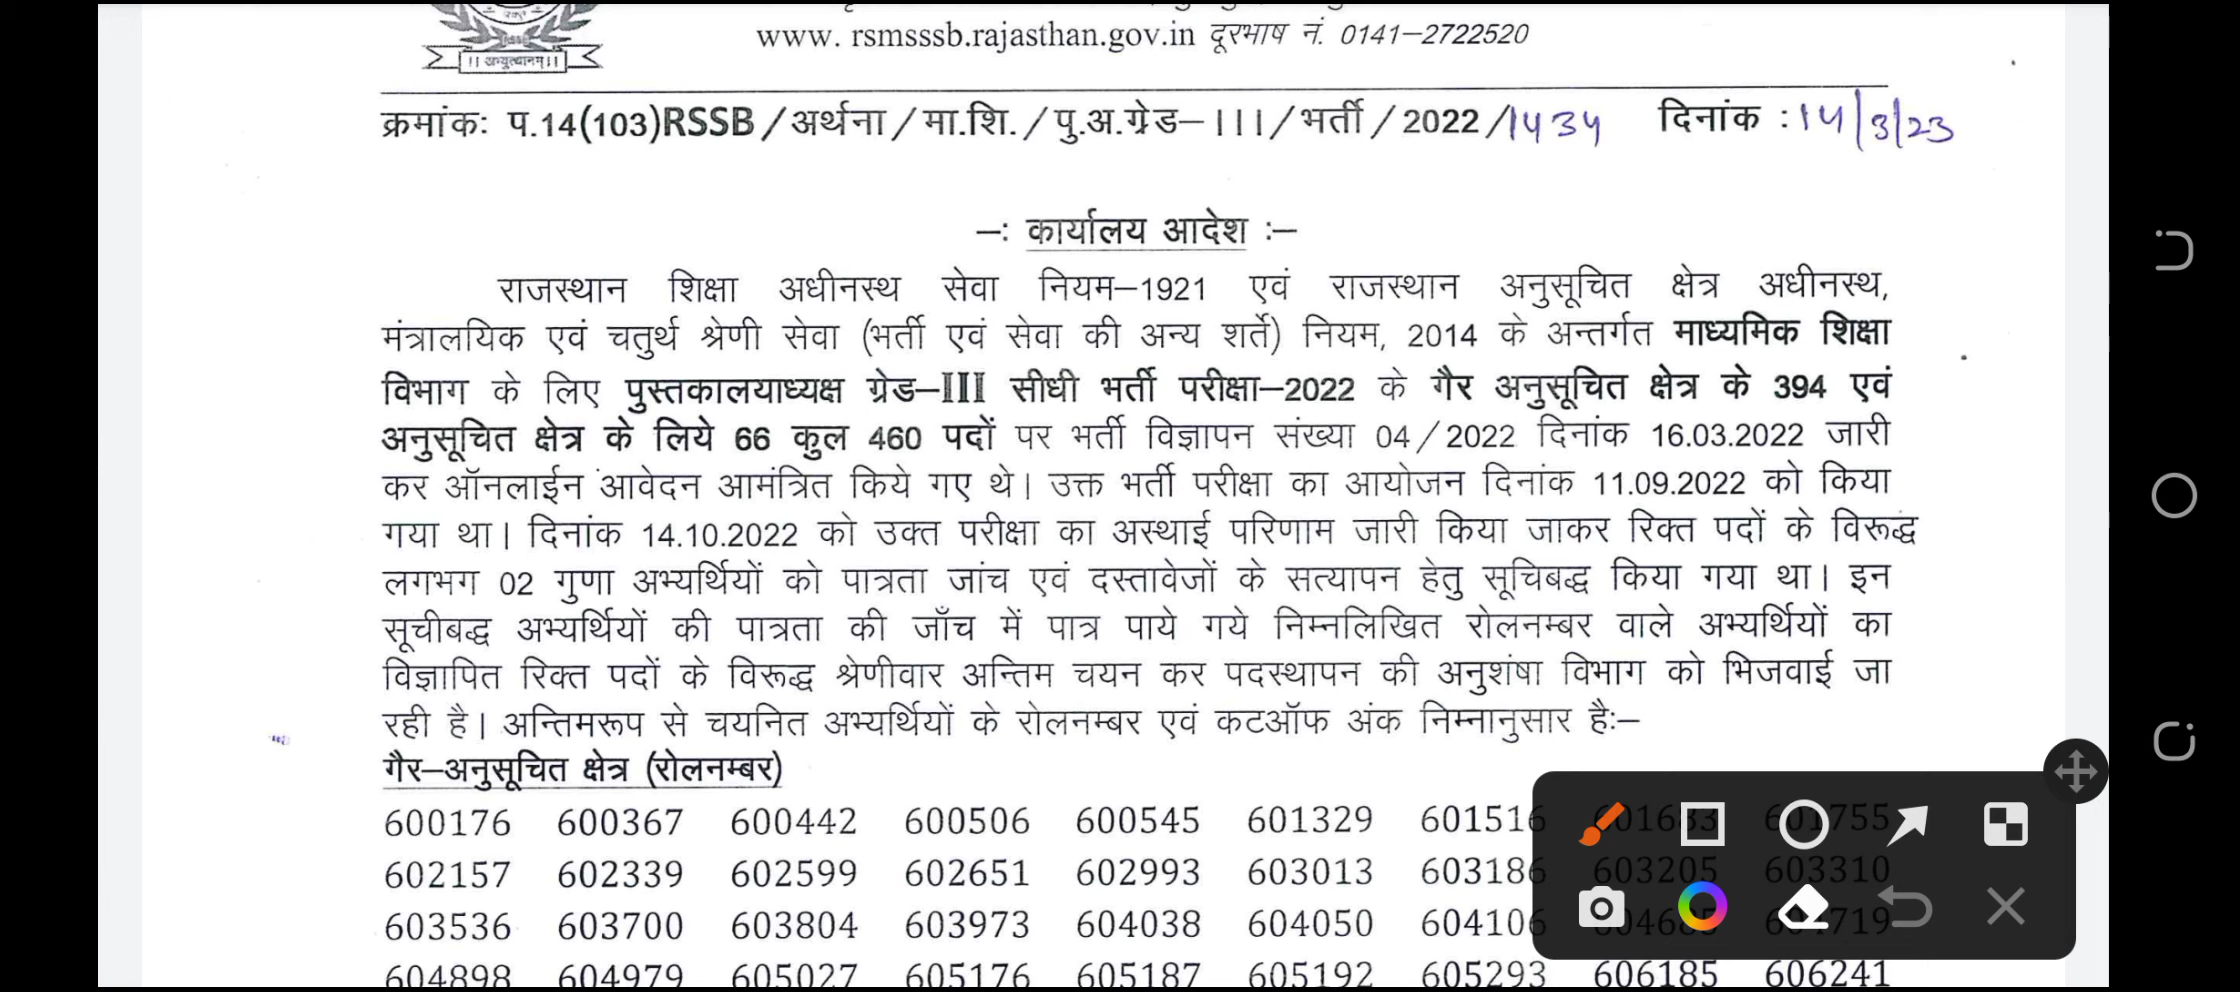 ।। अभ्युत्थानम्।।
www. rsmsssb.rajasthan.gov.in दूरभाष नं. 0141–2722520
क्रमांकः प.14(103)RSSB/अर्थना/मा.शि./पु.अ.ग्रेड–III/भर्ती/2022/1434 दिनांक : 14/3/23
–: कार्यालय आदेश :–
राजस्थान शिक्षा अधीनस्थ सेवा नियम–1921 एवं राजस्थान अनुसूचित क्षेत्र अधीनस्थ,
मंत्रालयिक एवं चतुर्थ श्रेणी सेवा (भर्ती एवं सेवा की अन्य शर्ते) नियम, 2014 के अन्तर्गत माध्यमिक शिक्षा
विभाग के लिए पुस्तकालयाध्यक्ष ग्रेड–III सीधी भर्ती परीक्षा–2022 के गैर अनुसूचित क्षेत्र के 394 एवं
अनुसूचित क्षेत्र के लिये 66 कुल 460 पदों पर भर्ती विज्ञापन संख्या 04/2022 दिनांक 16.03.2022 जारी
कर ऑनलाईन आवेदन आमंत्रित किये गए थे। उक्त भर्ती परीक्षा का आयोजन दिनांक 11.09.2022 को किया
गया था। दिनांक 14.10.2022 को उक्त परीक्षा का अस्थाई परिणाम जारी किया जाकर रिक्त पदों के विरूद्ध
लगभग 02 गुणा अभ्यर्थियों को पात्रता जांच एवं दस्तावेजों के सत्यापन हेतु सूचिबद्ध किया गया था। इन
सूचीबद्ध अभ्यर्थियों की पात्रता की जाँच में पात्र पाये गये निम्नलिखित रोलनम्बर वाले अभ्यर्थियों का
विज्ञापित रिक्त पदों के विरूद्ध श्रेणीवार अन्तिम चयन कर पदस्थापन की अनुशंषा विभाग को भिजवाई जा
रही है। अन्तिमरूप से चयनित अभ्यर्थियों के रोलनम्बर एवं कटऑफ अंक निम्नानुसार है:–
गैर–अनुसूचित क्षेत्र (रोलनम्बर)
600176 600367 600442 600506 600545 601329 601516
602157 602339 602599 602651 602993 603013 603186 603205 603310
603536 603700 603804 603973 604038 604050 604106
604898 604979 605027 605176 605187 605192 605293 606185 606241